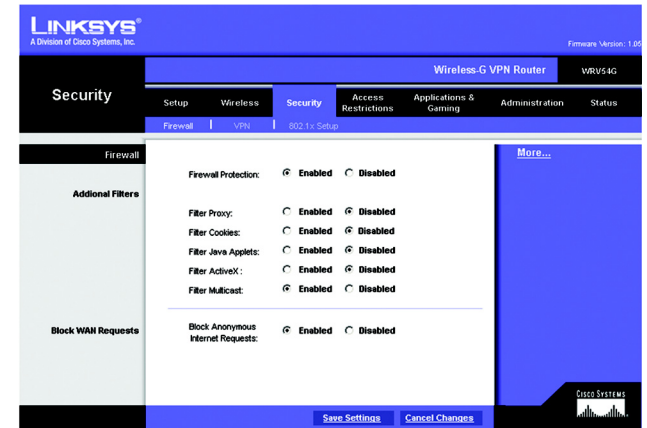 LINKSYS®
A Division of Cisco Systems, Inc.
Firmware Version: 1.05
Wireless-G VPN Router WRV54G
Security
Setup Wireless Security Access Restrictions Applications & Gaming Administration Status
Firewall VPN 802.1x Setup
Firewall
More...
Firewall Protection: Enabled Disabled
Addional Filters
Filter Proxy: Enabled Disabled
Filter Cookies: Enabled Disabled
Filter Java Applets: Enabled Disabled
Filter ActiveX : Enabled Disabled
Filter Multicast: Enabled Disabled
Block WAN Requests
Block Anonymous Internet Requests: Enabled Disabled
CISCO SYSTEMS
Save Settings Cancel Changes